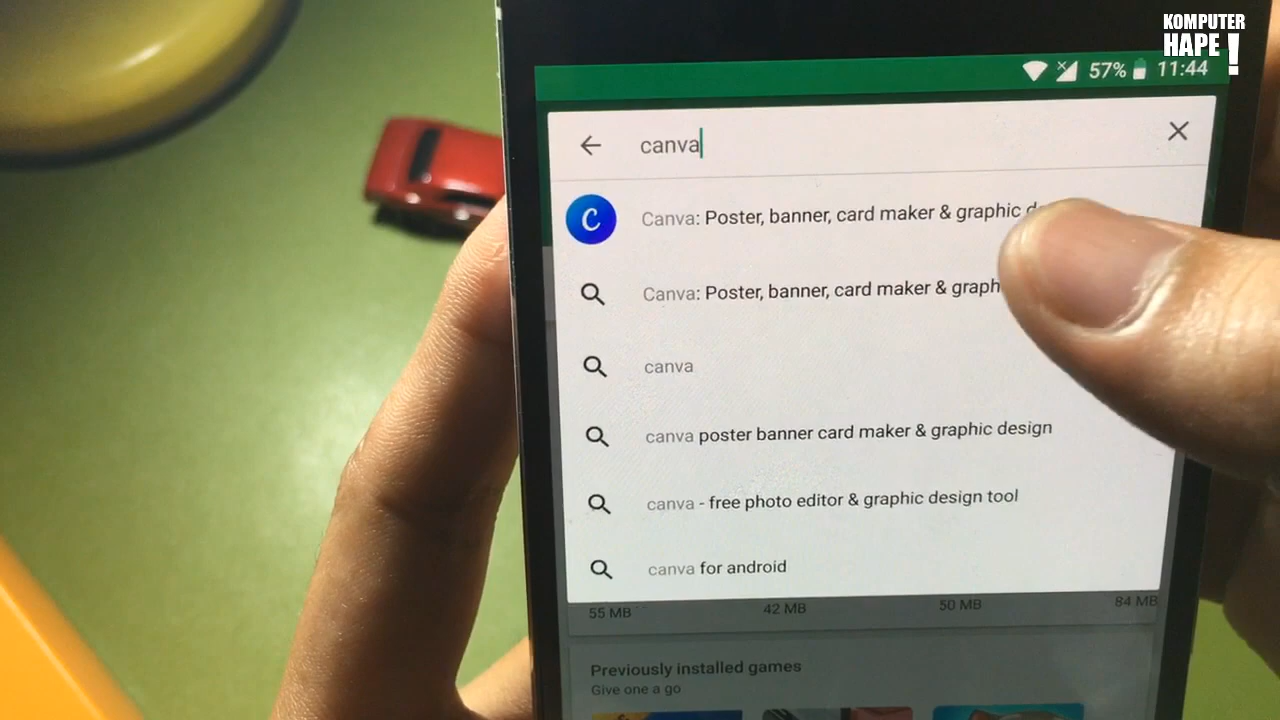 KOMPUTER
HAPE !
57% 11:44
canva
C
Canva: Poster, banner, card maker & graphic
Canva: Poster, banner, card maker &
canva
canva poster banner card maker & graphic design
canva - free photo editor & graphic design tool
canva for android
55 MB 42 MB 50 MB 84 MB
Previously installed games
Give one a go